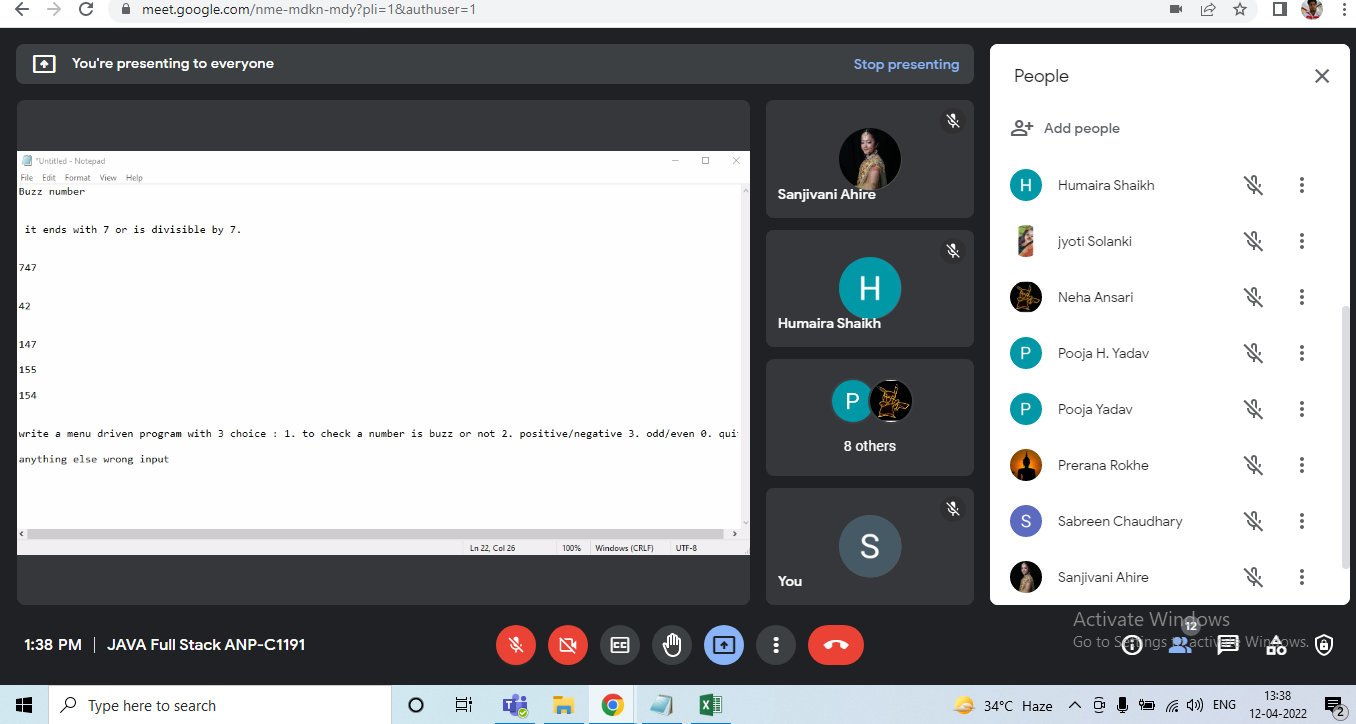 meet.google.com/nme-mdkn-mdy?pli=1&authuser=1
You're presenting to everyone
Stop presenting
*Untitled - Notepad
File Edit Format View Help
Buzz number
it ends with 7 or is divisible by 7.
747
42
147
155
154
write a menu driven program with 3 choice : 1. to check a number is buzz or not 2. positive/negative 3. odd/even 0. qui
anything else wrong input
Ln 22, Col 26 100% Windows (CRLF) UTF-8
Sanjivani Ahire
H
Humaira Shaikh
P
8 others
S
You
People
Add people
H Humaira Shaikh
jyoti Solanki
Neha Ansari
P Pooja H. Yadav
P Pooja Yadav
Prerana Rokhe
S Sabreen Chaudhary
Sanjivani Ahire
Activate Windows
Go to Settings to activate Windows.
12
1:38 PM | JAVA Full Stack ANP-C1191
Type here to search
34°C Haze
ENG
13:38
12-04-2022
2